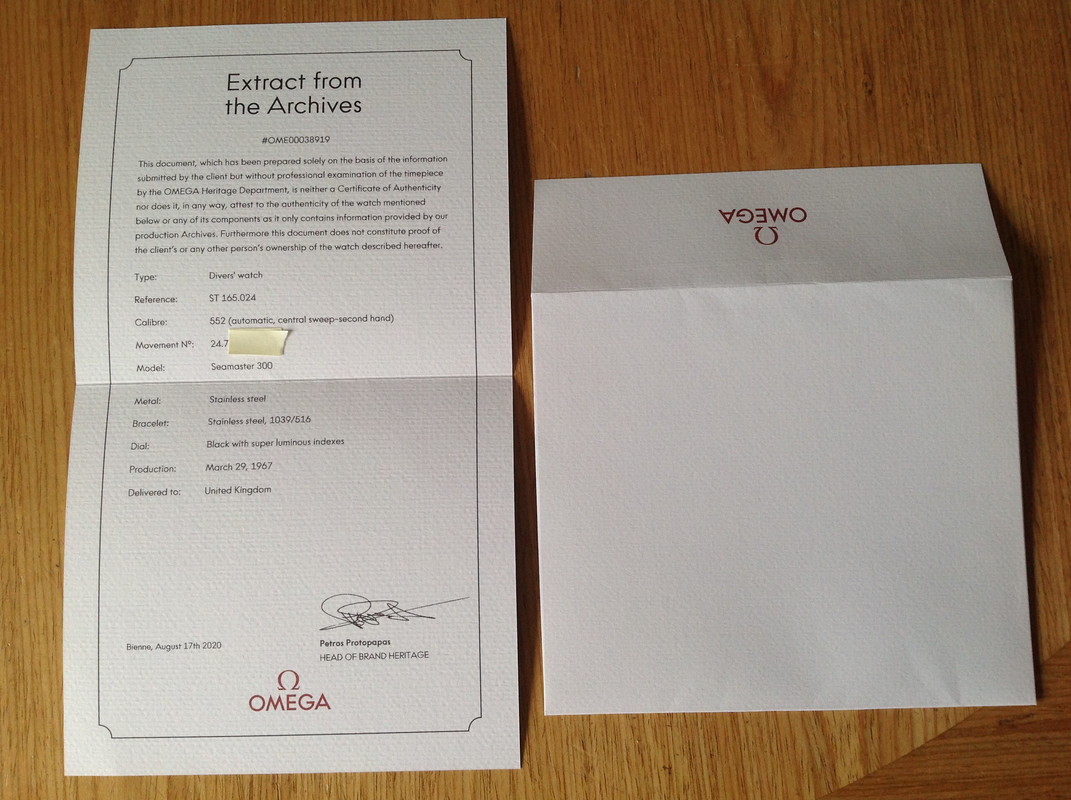 Extract from
the Archives
#OME00038919
This document, which has been prepared solely on the basis of the information
submitted by the client but without professional examination of the timepiece
by the OMEGA Heritage Department, is neither a Certificate of Authenticity
nor does it, in any way, attest to the authenticity of the watch mentioned
below or any of its components as it only contains information provided by our
production Archives. Furthermore this document does not constitute proof of
the client's or any other person's ownership of the watch described hereafter.
Type: Divers' watch
Reference: ST 165.024
Calibre: 552 (automatic, central sweep-second hand)
Movement Nº: 24.7
Model: Seamaster 300
Metal: Stainless steel
Bracelet: Stainless steel, 1039/516
Dial: Black with super luminous indexes
Production: March 29, 1967
Delivered to: United Kingdom
Bienne, August 17th 2020
Petros Protopapas
HEAD OF BRAND HERITAGE
Ω
OMEGA
Ω
OMEGA